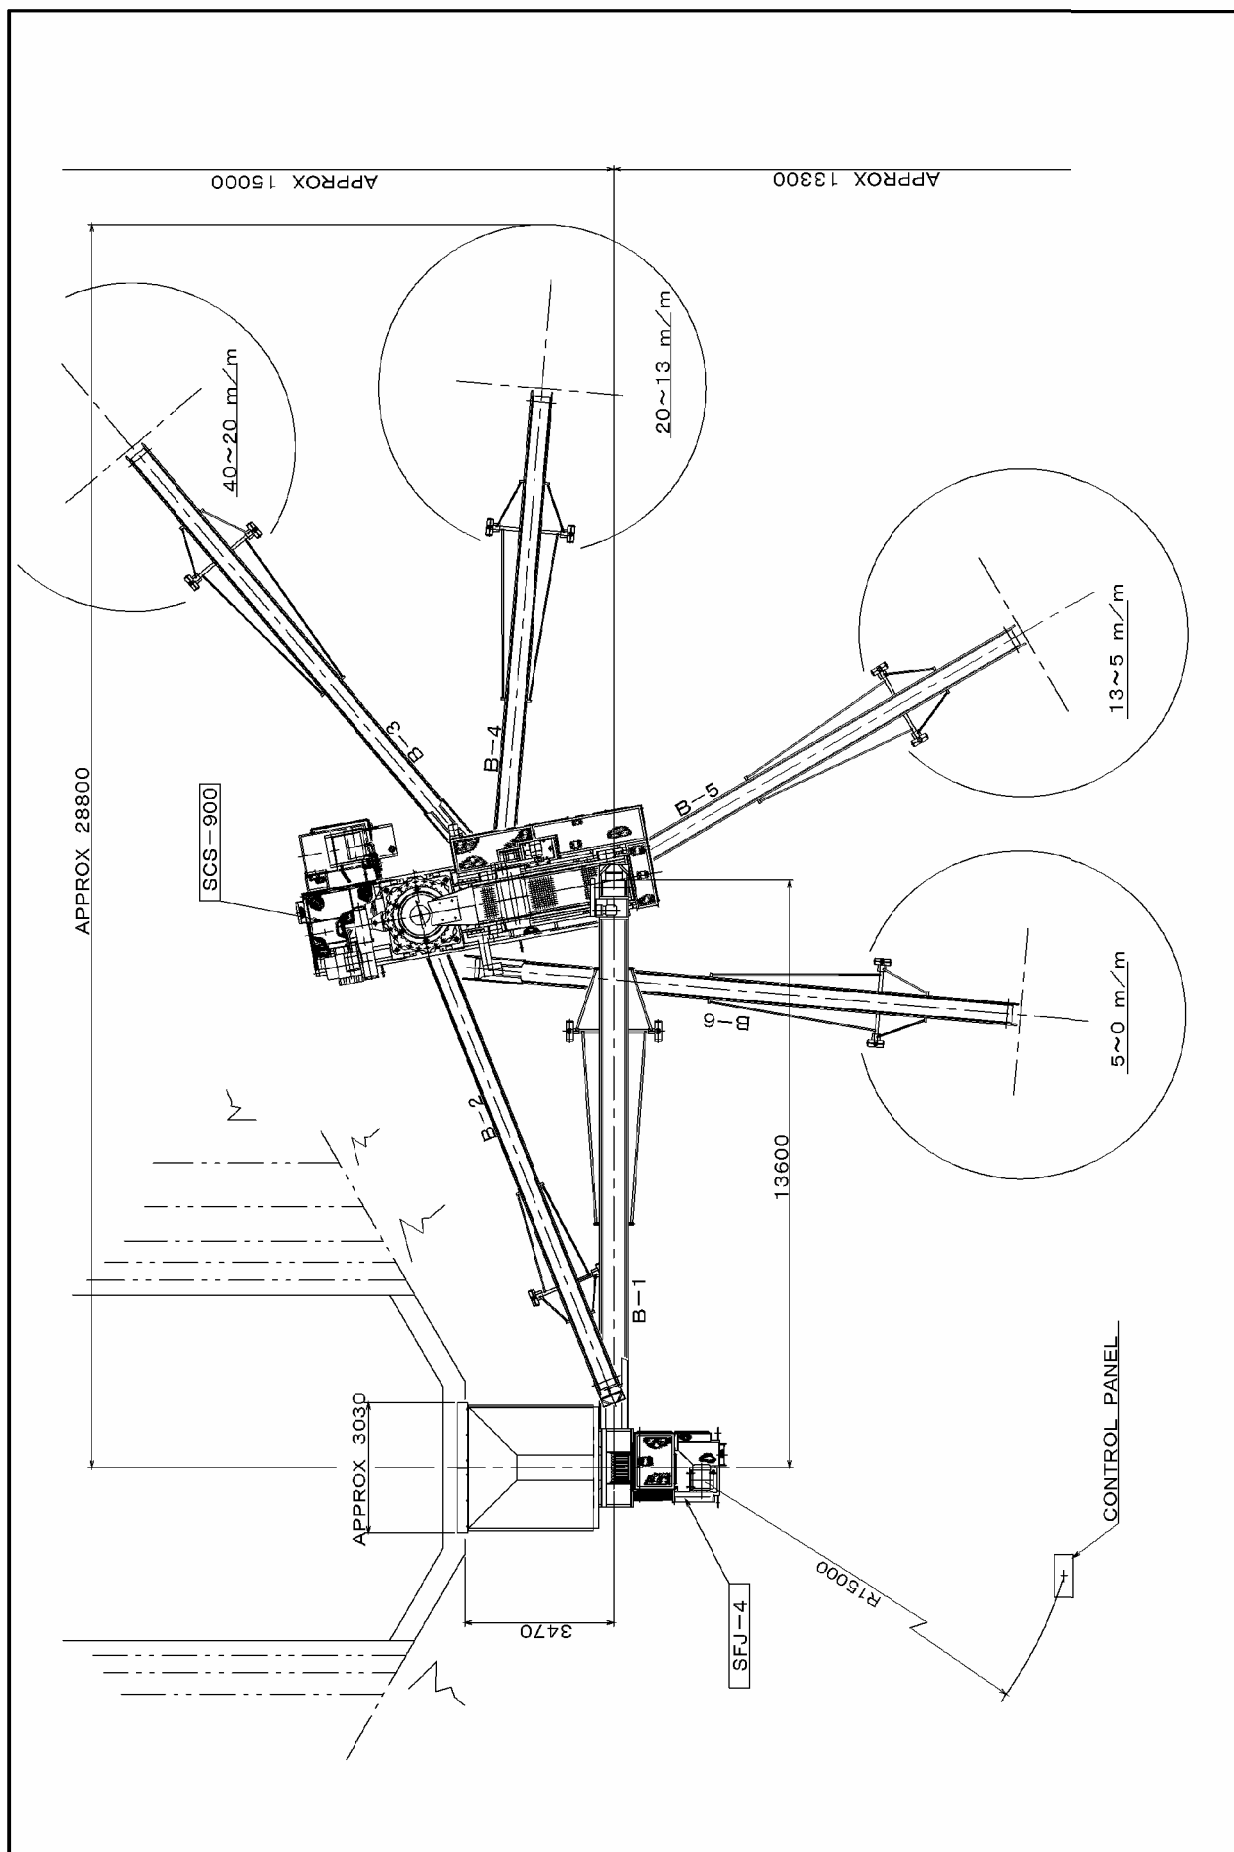 APPROX 15000
APPROX 13300
APPROX 28800
40~20 m/m
20~13 m/m
13~5 m/m
5~0 m/m
SCS-900
B-3
B-4
B-5
B-6
B-2
B-1
13600
APPROX 3030
3470
SFJ-4
R15000
CONTROL PANEL